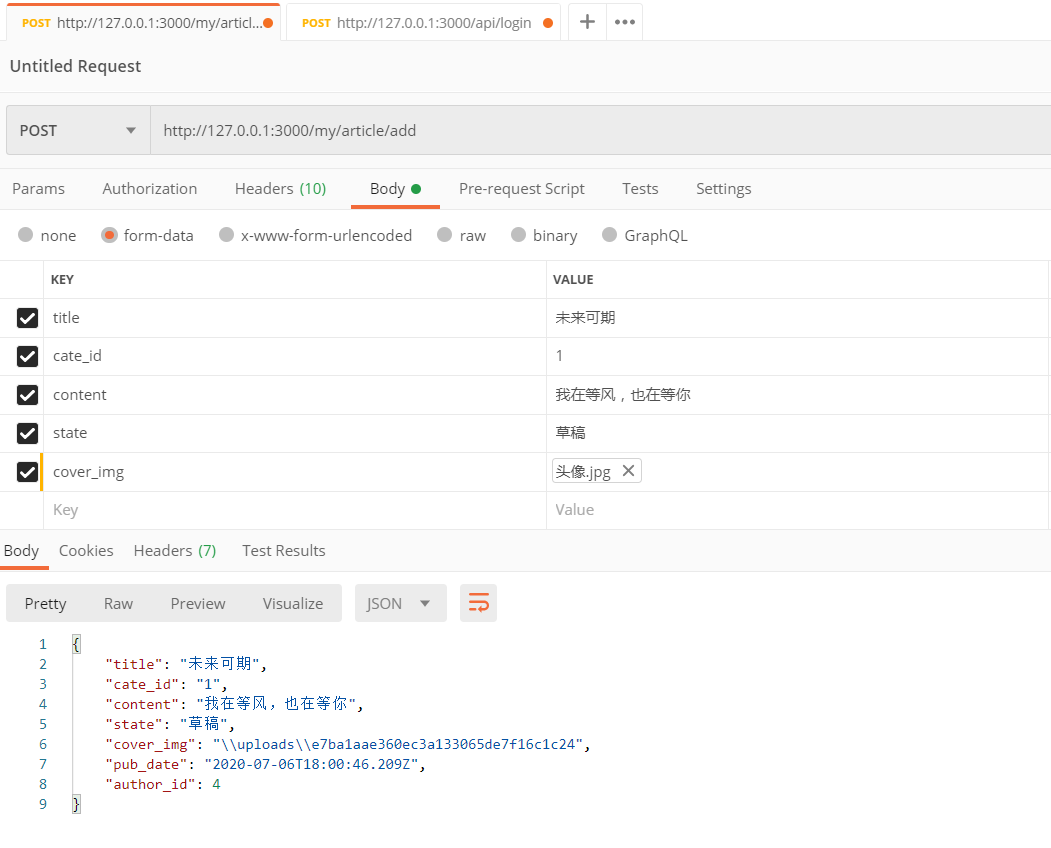 POST http://127.0.0.1:3000/my/articl... POST http://127.0.0.1:3000/api/login + •••
Untitled Request
POST http://127.0.0.1:3000/my/article/add
Params Authorization Headers (10) Body Pre-request Script Tests Settings
none form-data x-www-form-urlencoded raw binary GraphQL
KEY VALUE
title 未来可期
cate_id 1
content 我在等风，也在等你
state 草稿
cover_img 头像.jpg
Key Value
Body Cookies Headers (7) Test Results
Pretty Raw Preview Visualize JSON
1 {
2 "title": "未来可期",
3 "cate_id": "1",
4 "content": "我在等风，也在等你",
5 "state": "草稿",
6 "cover_img": "\\uploads\\e7ba1aae360ec3a133065de7f16c1c24",
7 "pub_date": "2020-07-06T18:00:46.209Z",
8 "author_id": 4
9 }